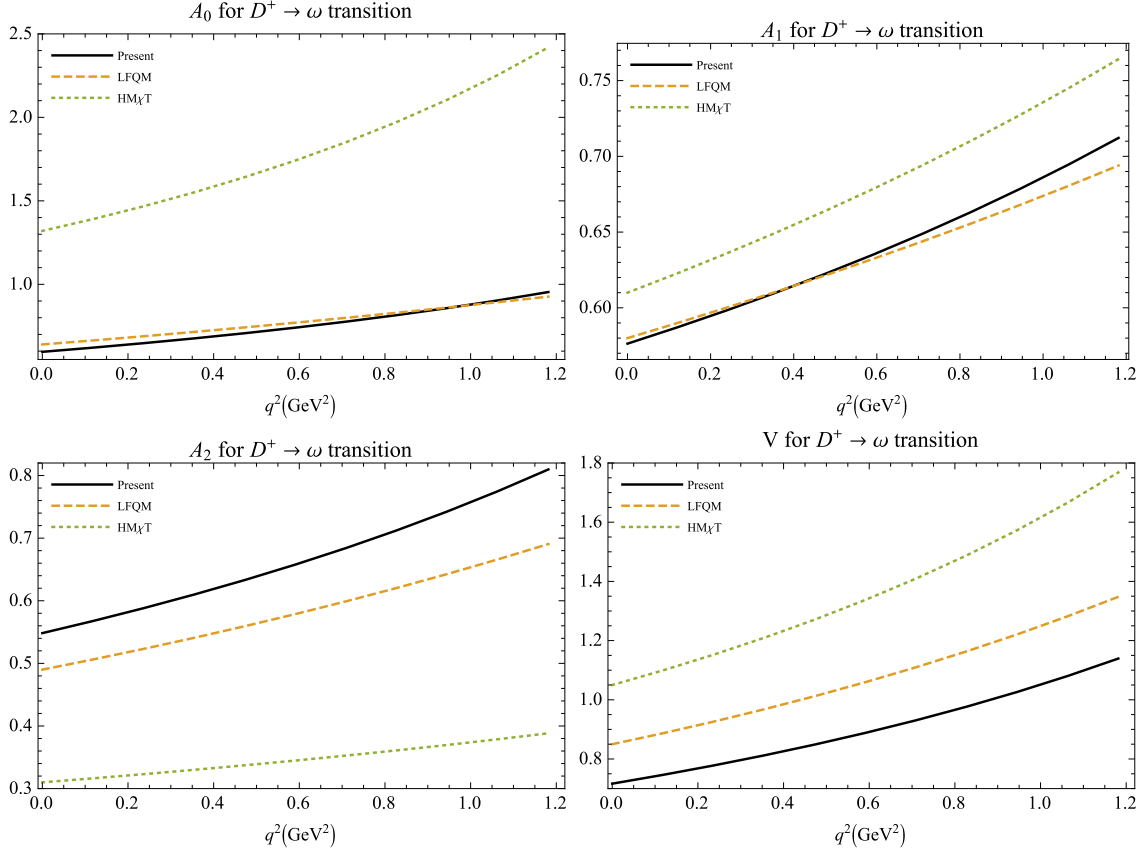 A₀ for D⁺ → ω transition
2.5
2.0
1.5
1.0
Present
LFQM
HMχT
0.0 0.2 0.4 0.6 0.8 1.0 1.2
q²(GeV²)
A₁ for D⁺ → ω transition
0.75
0.70
0.65
0.60
Present
LFQM
HMχT
0.0 0.2 0.4 0.6 0.8 1.0 1.2
q²(GeV²)
A₂ for D⁺ → ω transition
0.8
0.7
0.6
0.5
0.4
0.3
Present
LFQM
HMχT
0.0 0.2 0.4 0.6 0.8 1.0 1.2
q²(GeV²)
V for D⁺ → ω transition
1.8
1.6
1.4
1.2
1.0
0.8
Present
LFQM
HMχT
0.0 0.2 0.4 0.6 0.8 1.0 1.2
q²(GeV²)